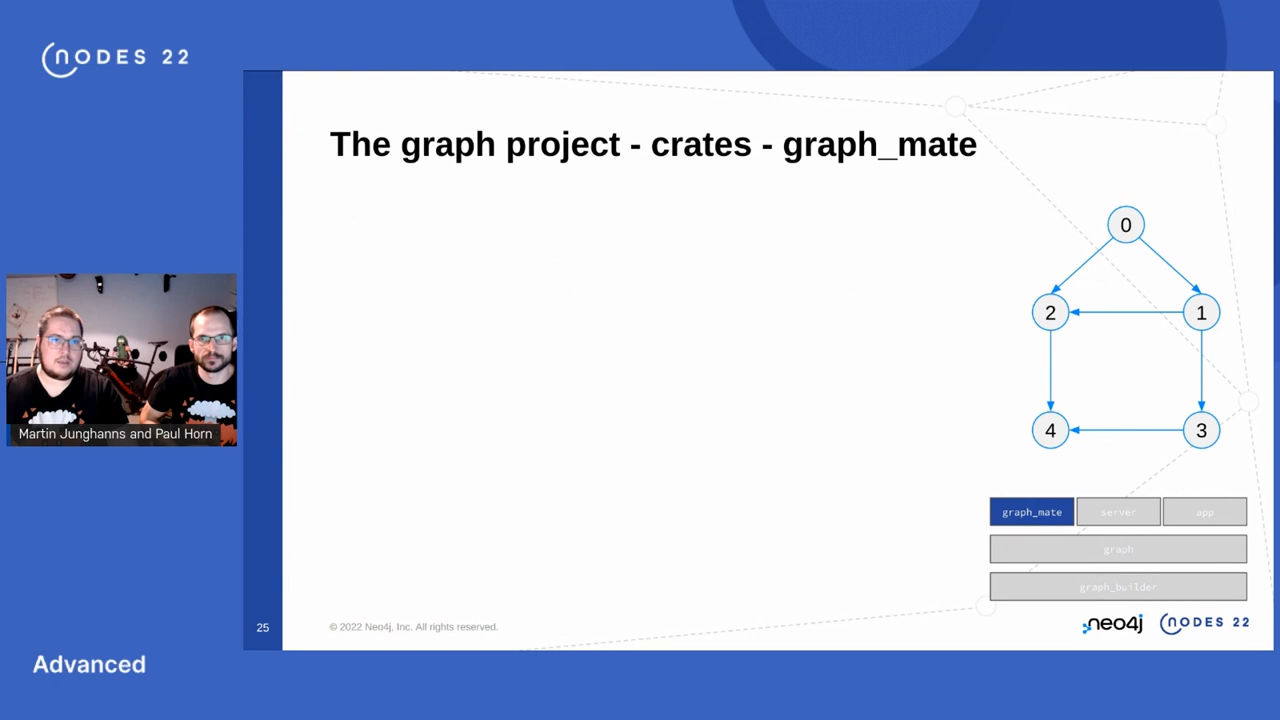 NODES 22
The graph project - crates - graph_mate
0
2
1
4
3
Martin Junghanns and Paul Horn
graph_mate
server
app
graph
graph_builder
25
© 2022 Neo4j, Inc. All rights reserved.
neo4j
NODES 22
Advanced